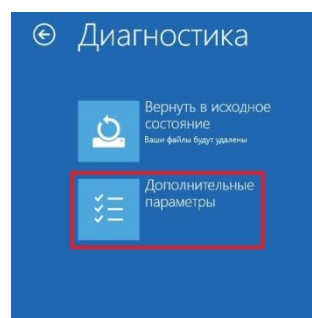 Диагностика
Вернуть в исходное
состояние
Ваши файлы будут удалены
Дополнительные
параметры